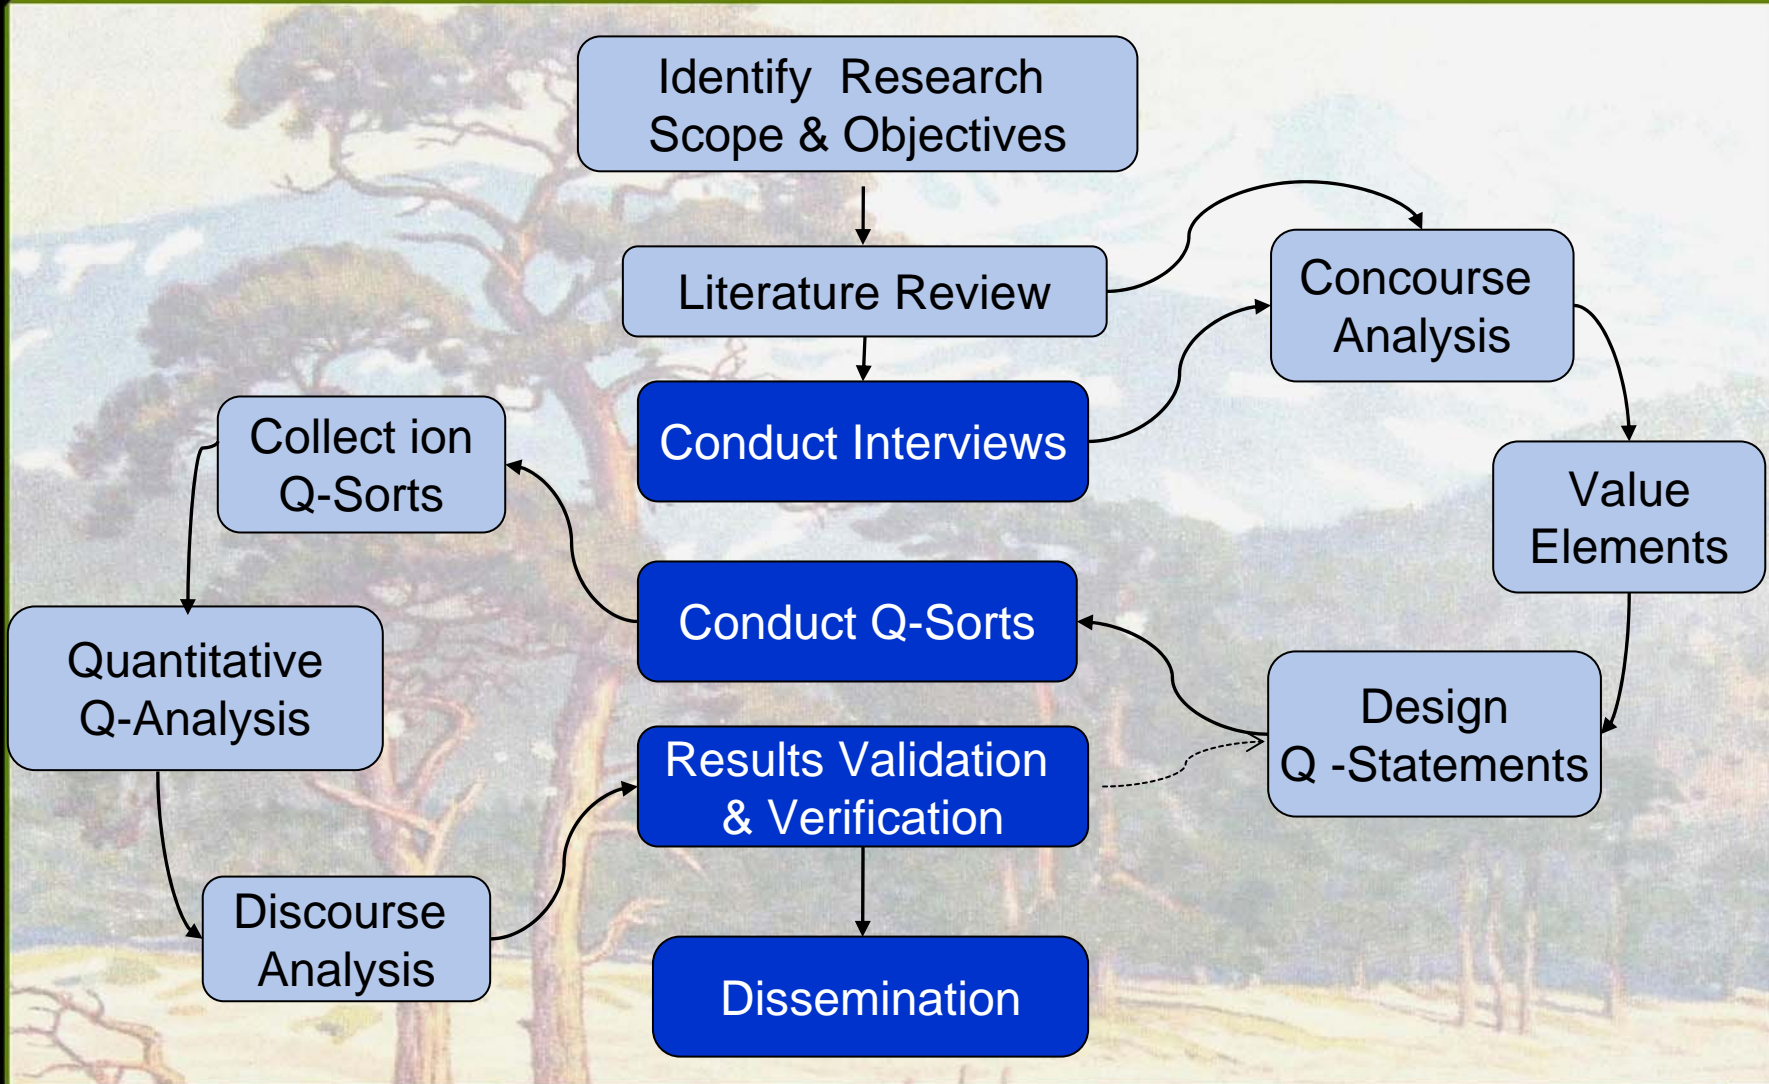 Identify Research
Scope & Objectives
Literature Review
Concourse
Analysis
Conduct Interviews
Collect ion
Q-Sorts
Value
Elements
Conduct Q-Sorts
Quantitative
Q-Analysis
Design
Q -Statements
Results Validation
& Verification
Discourse
Analysis
Dissemination